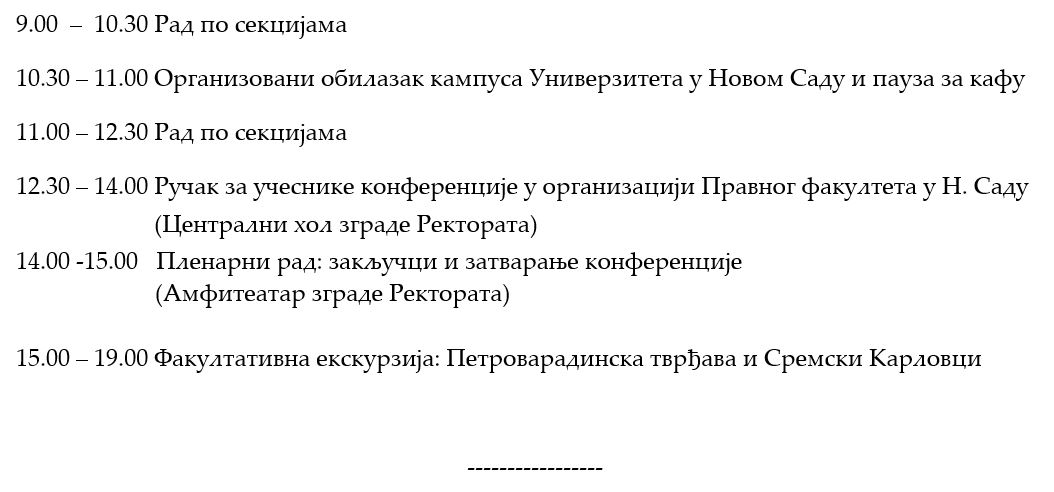 9.00 – 10.30 Рад по секцијама
10.30 – 11.00 Организовани обилазак кампуса Универзитета у Новом Саду и пауза за кафу
11.00 – 12.30 Рад по секцијама
12.30 – 14.00 Ручак за учеснике конференције у организацији Правног факултета у Н. Саду
(Централни хол зграде Ректората)
14.00 -15.00 Пленарни рад: закључци и затварање конференције
(Амфитеатар зграде Ректората)
15.00 – 19.00 Факултативна екскурзија: Петроварадинска тврђава и Сремски Карловци
-----------------